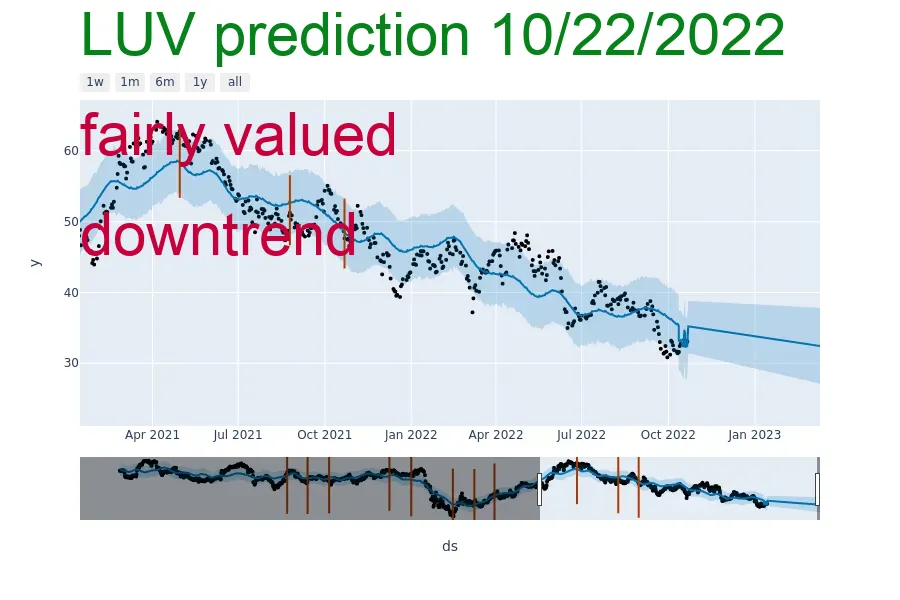 LUV prediction 10/22/2022
1w 1m 6m 1y all
fairly valued
60
50
downtrend
y
40
30
Apr 2021 Jul 2021 Oct 2021 Jan 2022 Apr 2022 Jul 2022 Oct 2022 Jan 2023
ds